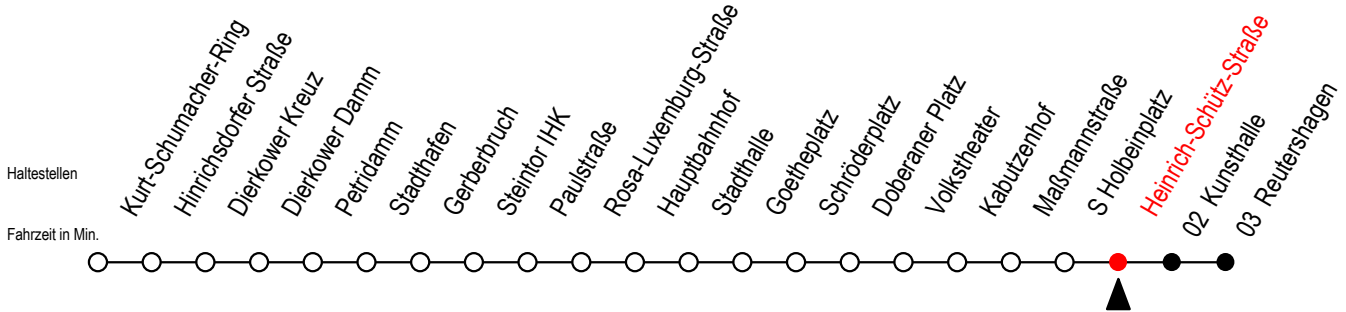 Haltestellen
Fahrzeit in Min.
Kurt-Schumacher-Ring
Hinrichsdorfer Straße
Dierkower Kreuz
Dierkower Damm
Petridamm
Stadthafen
Gerberbruch
Steintor IHK
Paulstraße
Rosa-Luxemburg-Straße
Hauptbahnhof
Stadthalle
Goetheplatz
Schröderplatz
Doberaner Platz
Volkstheater
Kabutzenhof
Maßmannstraße
S Holbeinplatz
Heinrich-Schütz-Straße
02 Kunsthalle
03 Reutershagen